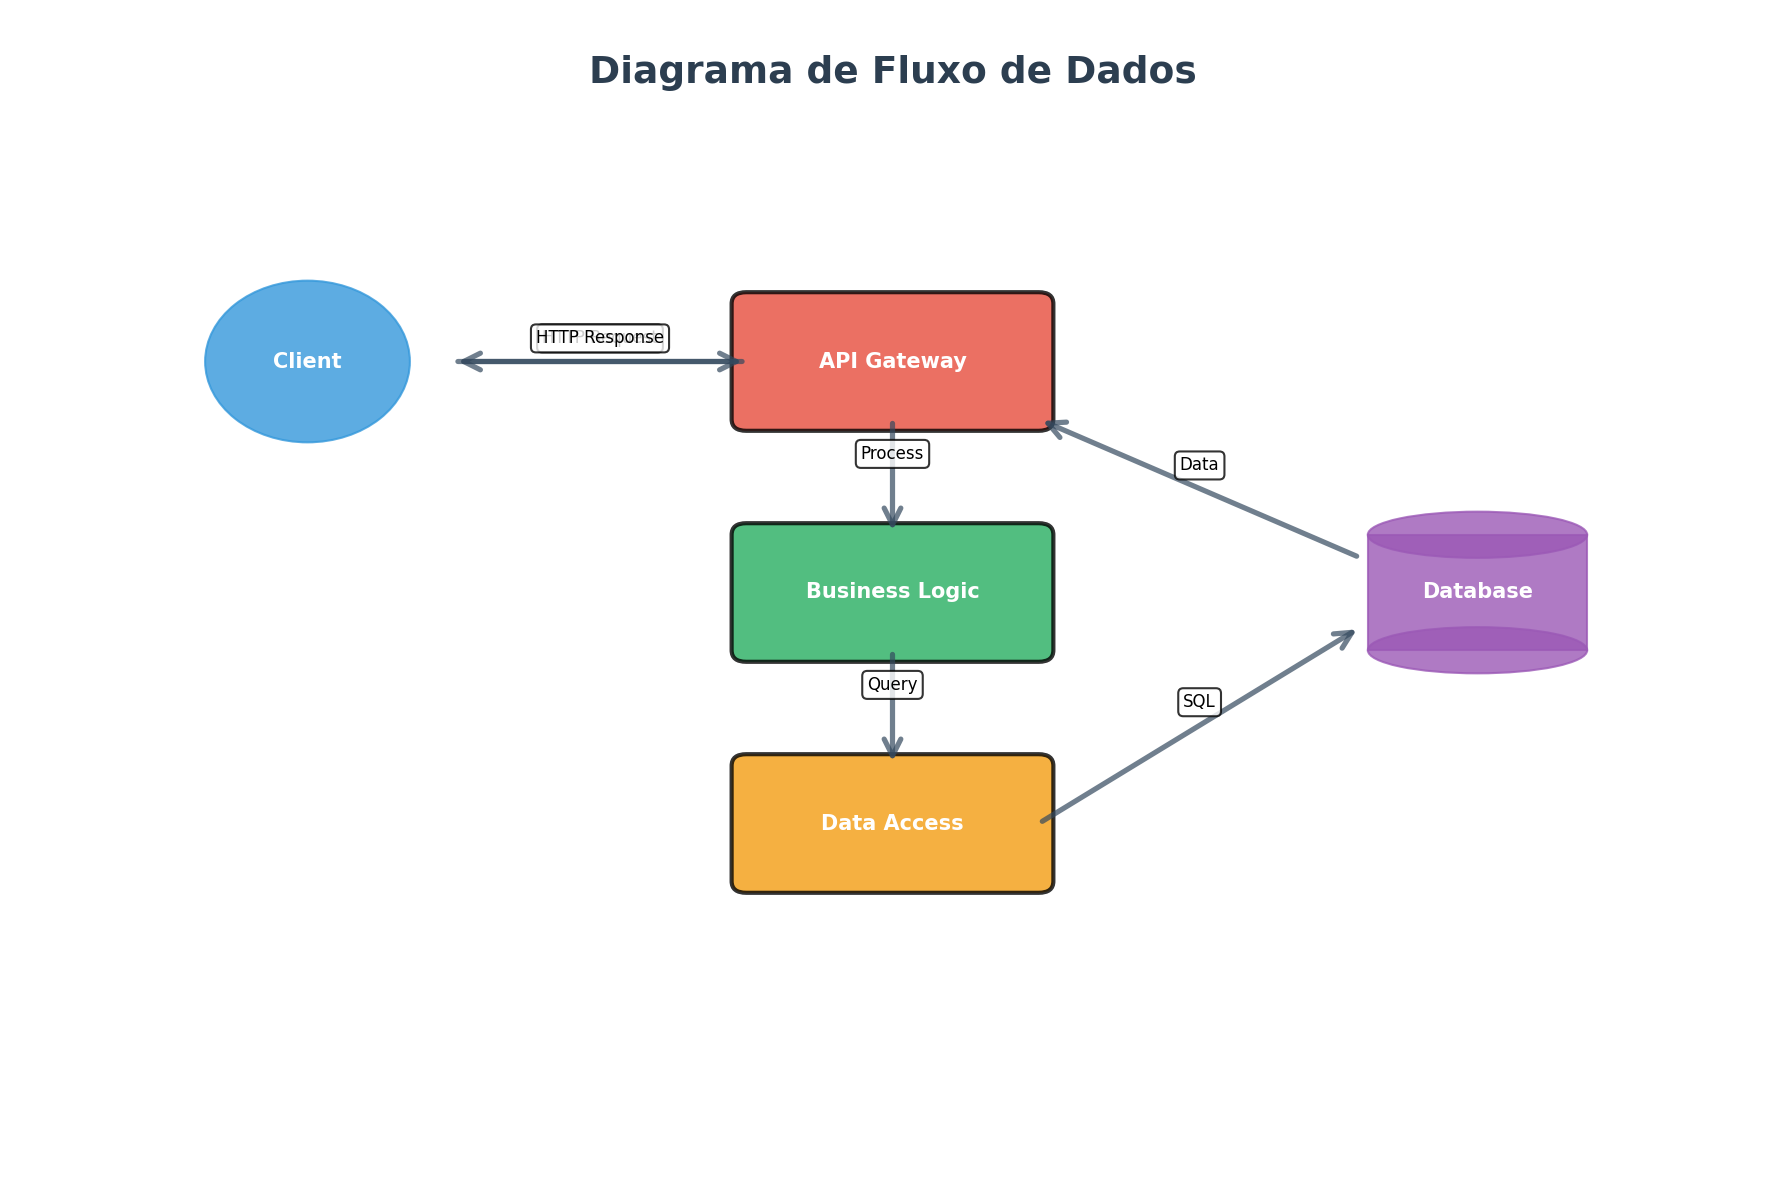 Diagrama de Fluxo de Dados
HTTP Response
Client
API Gateway
Process
Data
Business Logic
Database
Query
SQL
Data Access